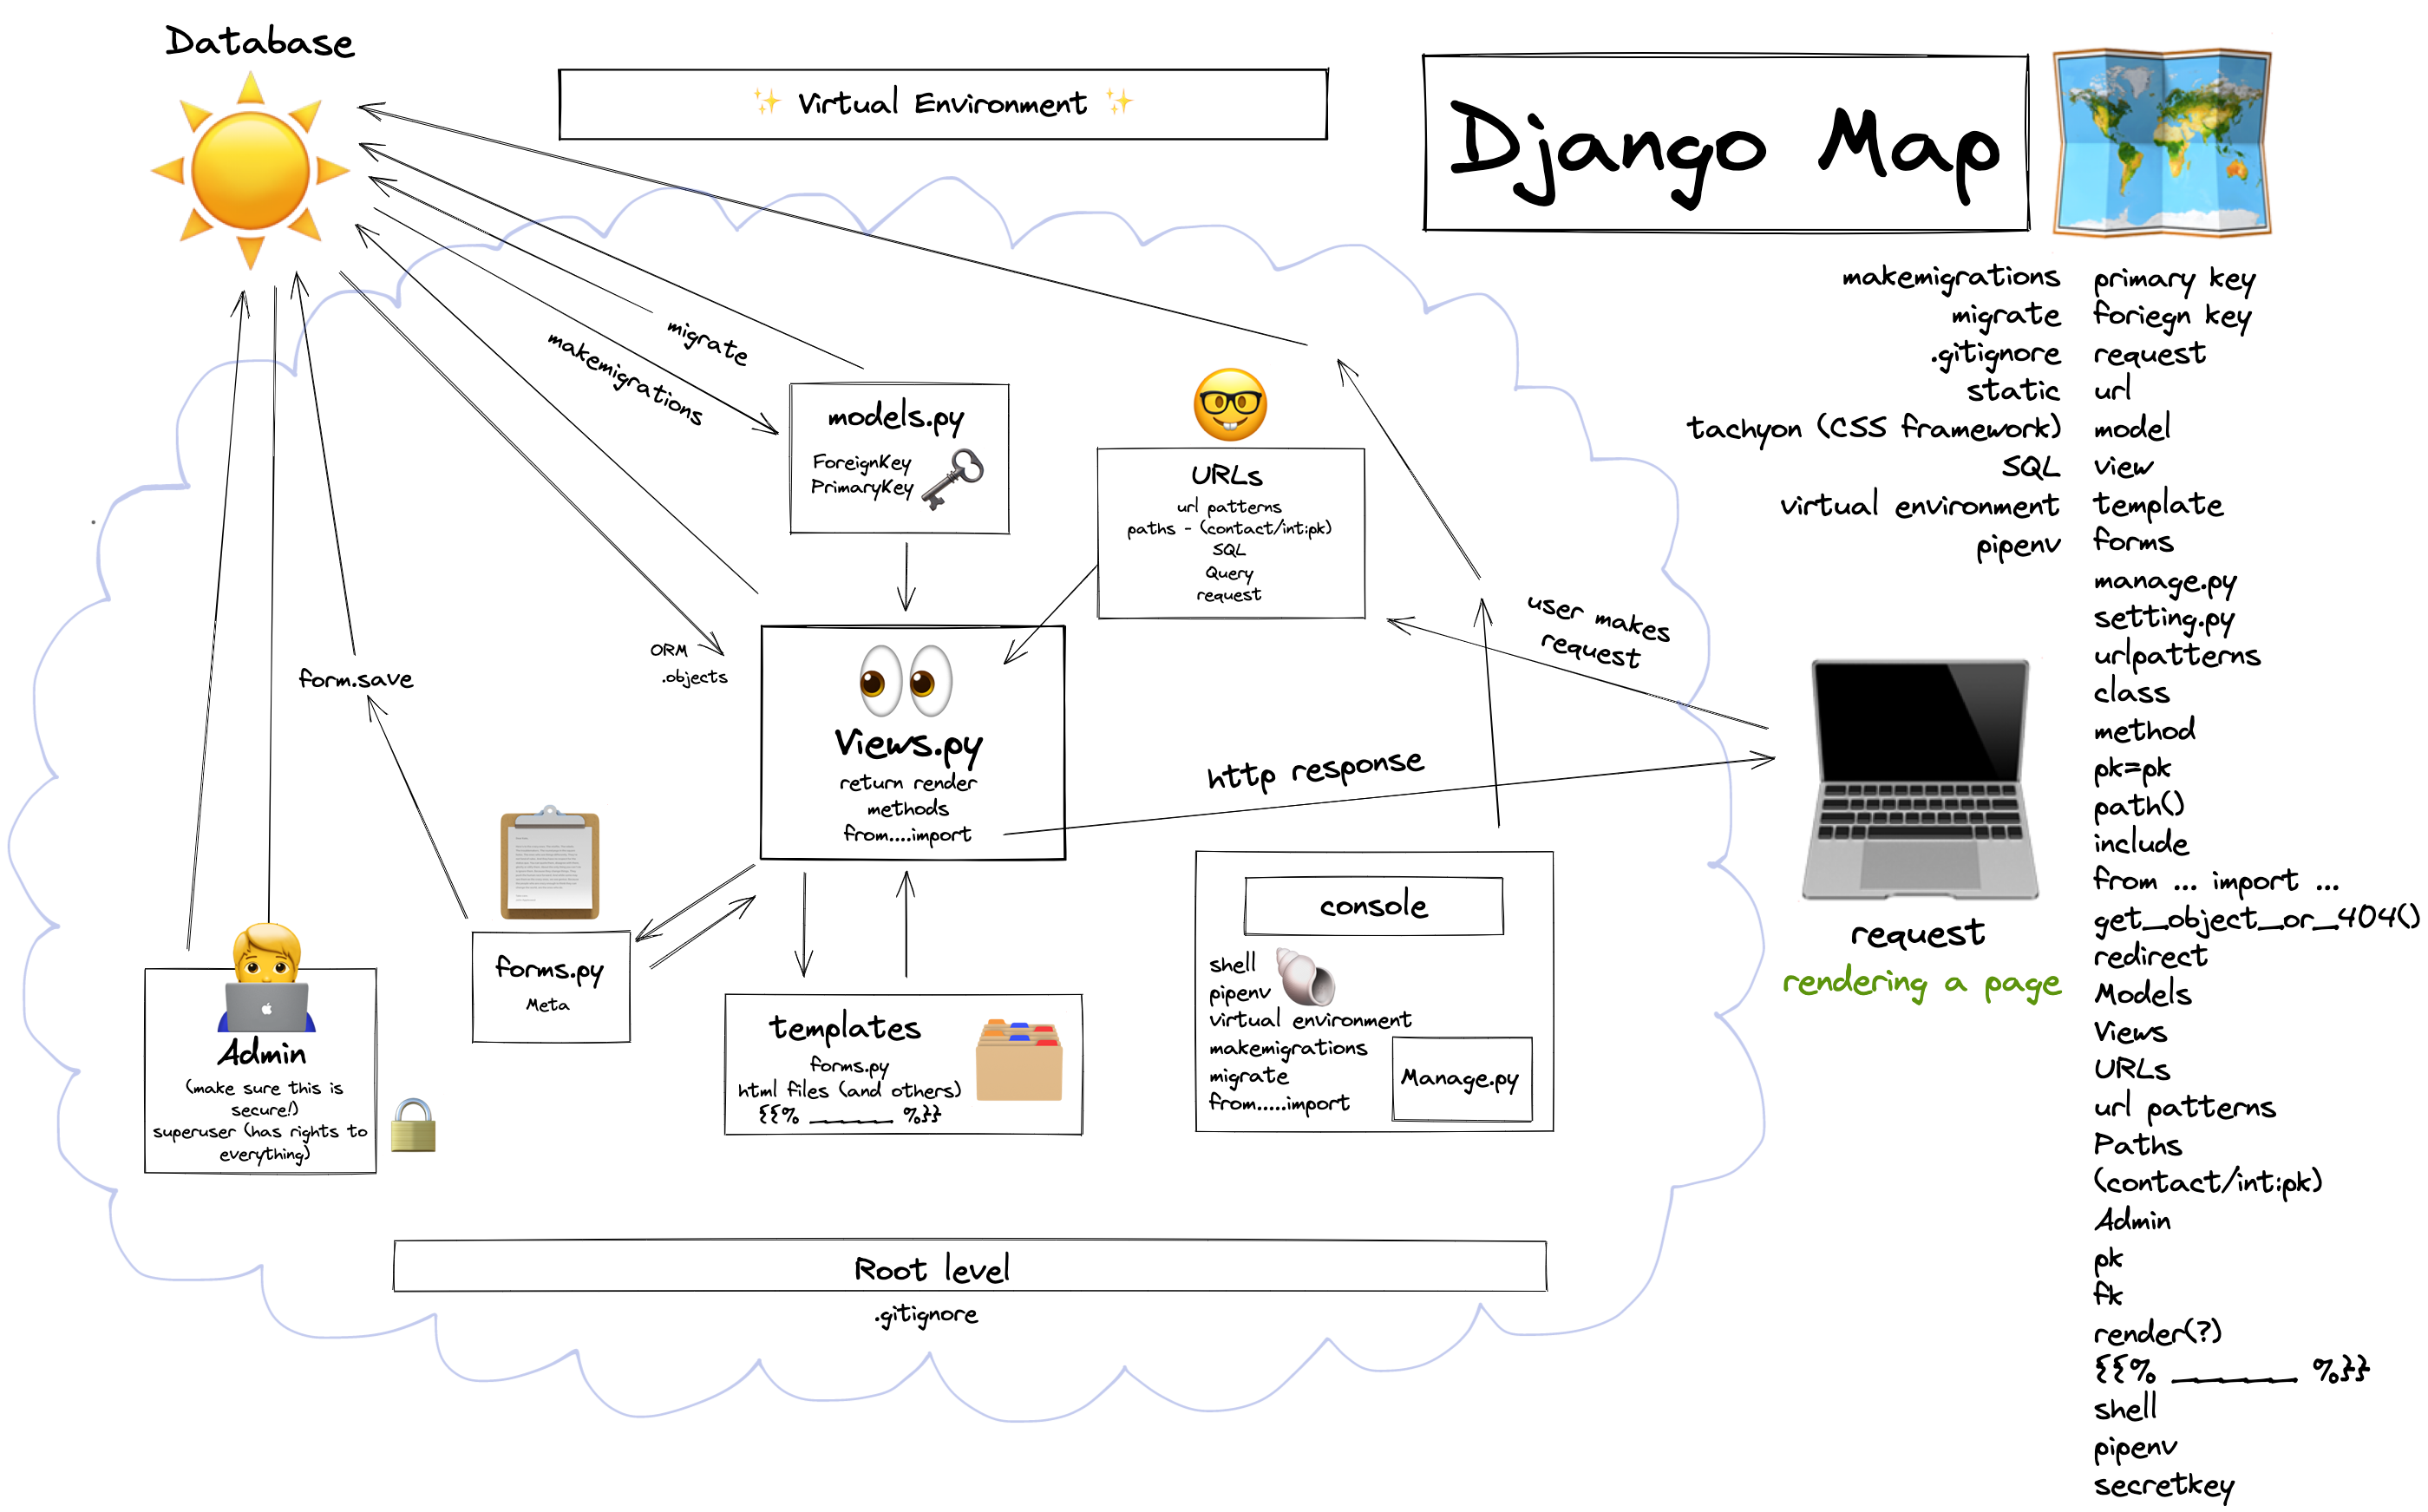 Database
✨ Virtual Environment ✨
Django Map
makemigrations
migrate
.gitignore
static
tachyon (CSS framework)
SQL
virtual environment
pipenv
primary key
foriegn key
request
url
model
view
template
forms
manage.py
setting.py
urlpatterns
class
method
pk=pk
path()
include
from ... import ...
get_object_or_404()
redirect
Models
Views
URLs
url patterns
Paths
(contact/int:pk)
Admin
pk
fk
render(?)
{{% ______ %}}
shell
pipenv
secretkey
migrate
makemigrations
models.py
ForeignKey
PrimaryKey
URLs
url patterns
paths - (contact/int:pk)
SQL
Query
request
user makes
request
form.save
ORM
.objects
Views.py
return render
methods
from....import
http response
request
rendering a page
forms.py
Meta
Admin
(make sure this is
secure!)
superuser (has rights to
everything)
templates
forms.py
html files (and others)
{{% ______ %}}
console
shell
pipenv
virtual environment
makemigrations
migrate
from.....import
Manage.py
Root level
.gitignore